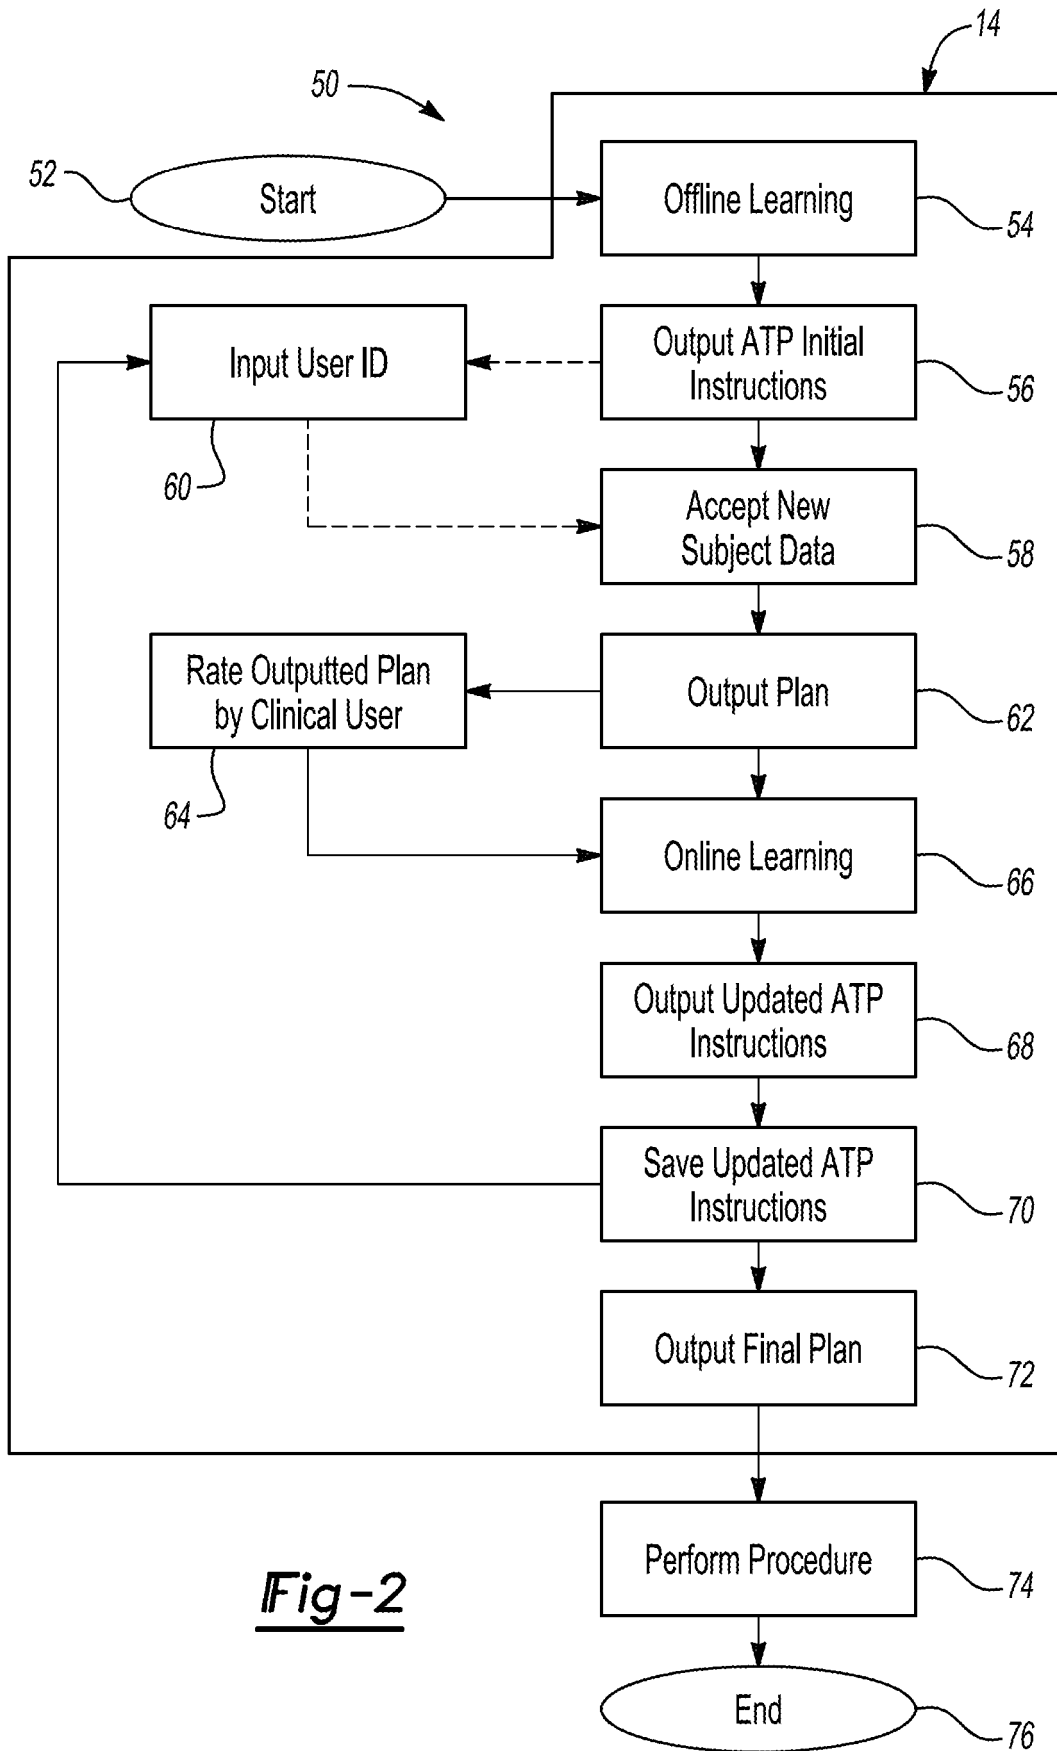 14
50
52
Start
Offline Learning
54
Input User ID
Output ATP Initial
Instructions
56
60
Accept New
Subject Data
58
Rate Outputted Plan
by Clinical User
Output Plan
62
64
Online Learning
66
Output Updated ATP
Instructions
68
Save Updated ATP
Instructions
70
Output Final Plan
72
Perform Procedure
74
Fig-2
End
76